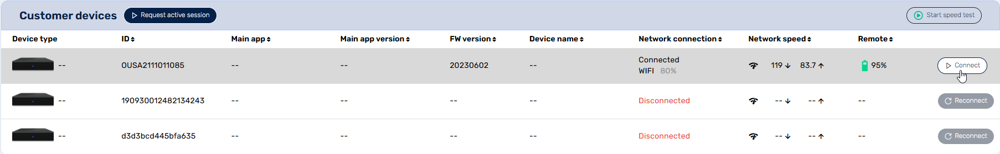 Customer devices Request active session Start speed test
Device type ID Main app Main app version FW version Device name Network connection Network speed Remote
-- OUSA2111011085 -- -- 20230602 -- Connected 119 83.7 95% Connect
WIFI 80%
-- 190930012482134243 -- -- -- -- Disconnected -- -- -- Reconnect
-- d3d3bcd445bfa635 -- -- -- -- Disconnected -- -- -- Reconnect